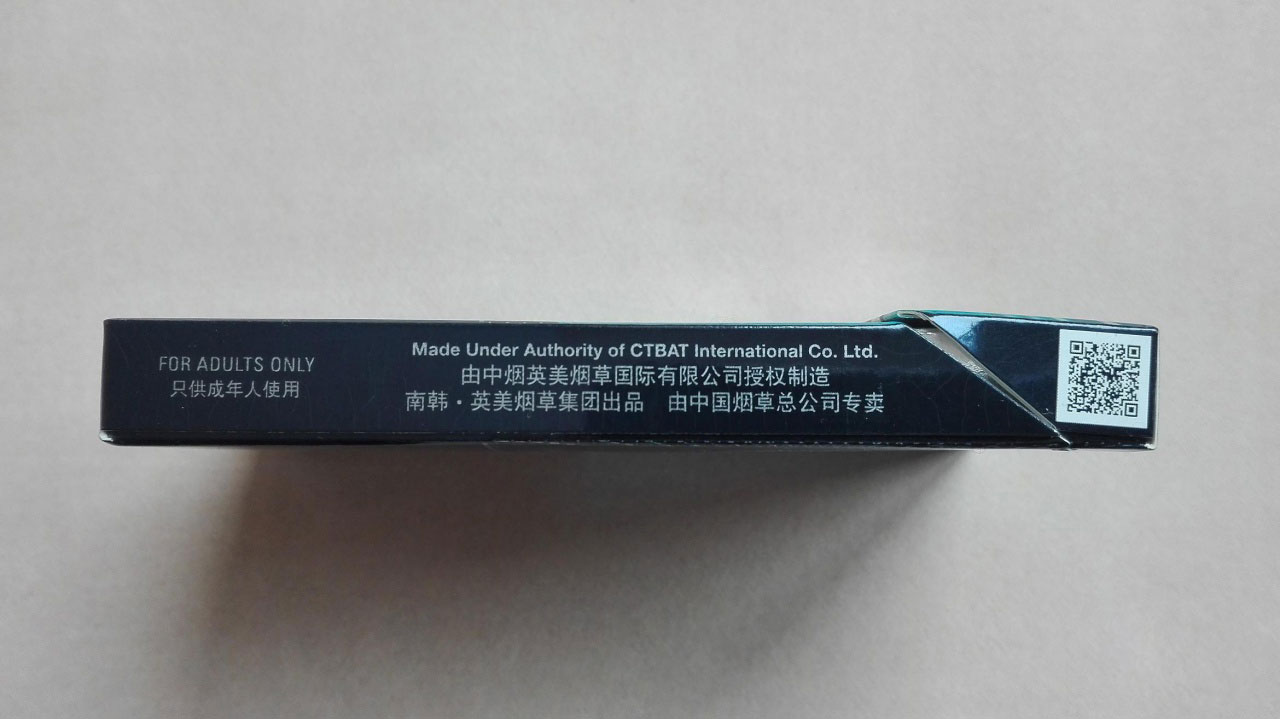 FOR ADULTS ONLY
只供成年人使用
Made Under Authority of CTBAT International Co. Ltd.
由中烟英美烟草国际有限公司授权制造
南韩·英美烟草集团出品 由中国烟草总公司专卖